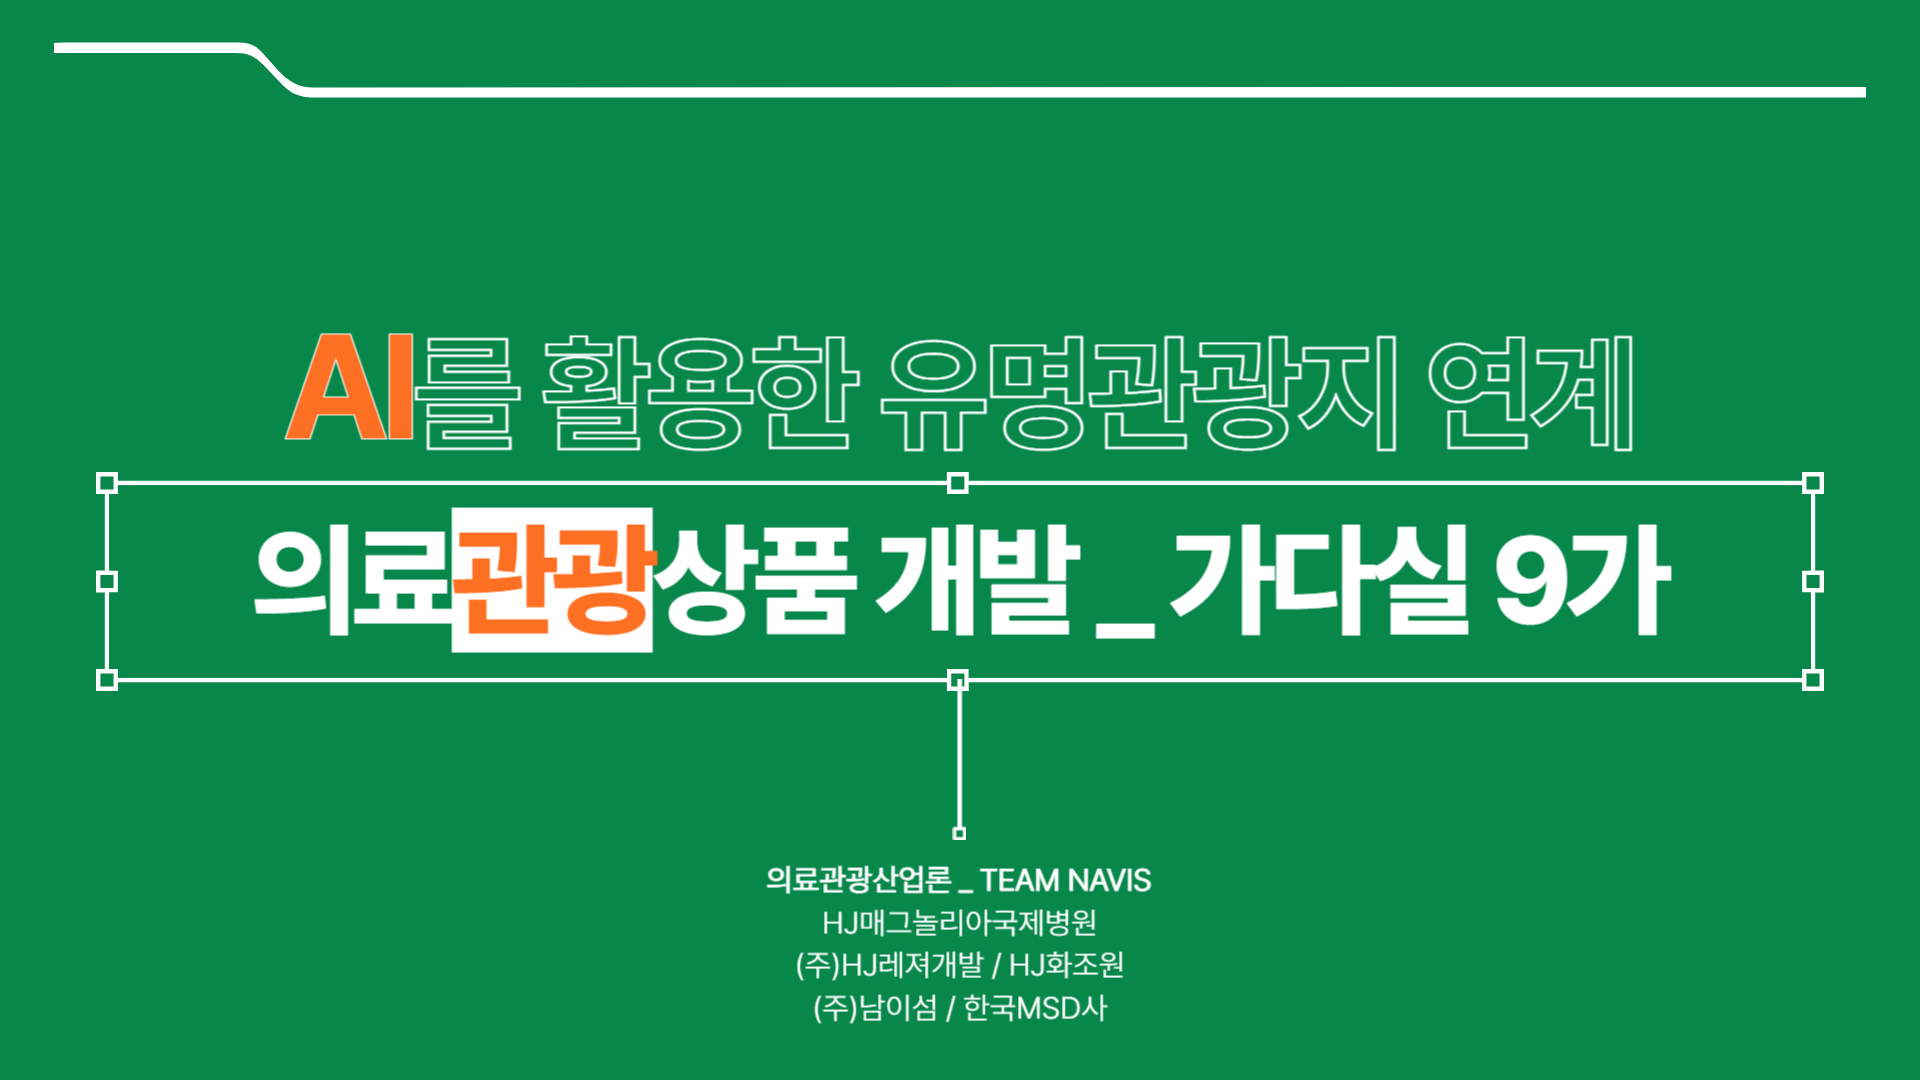 AI를 활용한 유명관광지 연계
의료관광상품 개발 _ 가다실 9가
의료관광산업론 _ TEAM NAVIS
HJ매그놀리아국제병원
(주)HJ레져개발 / HJ화조원
(주)남이섬 / 한국MSD사